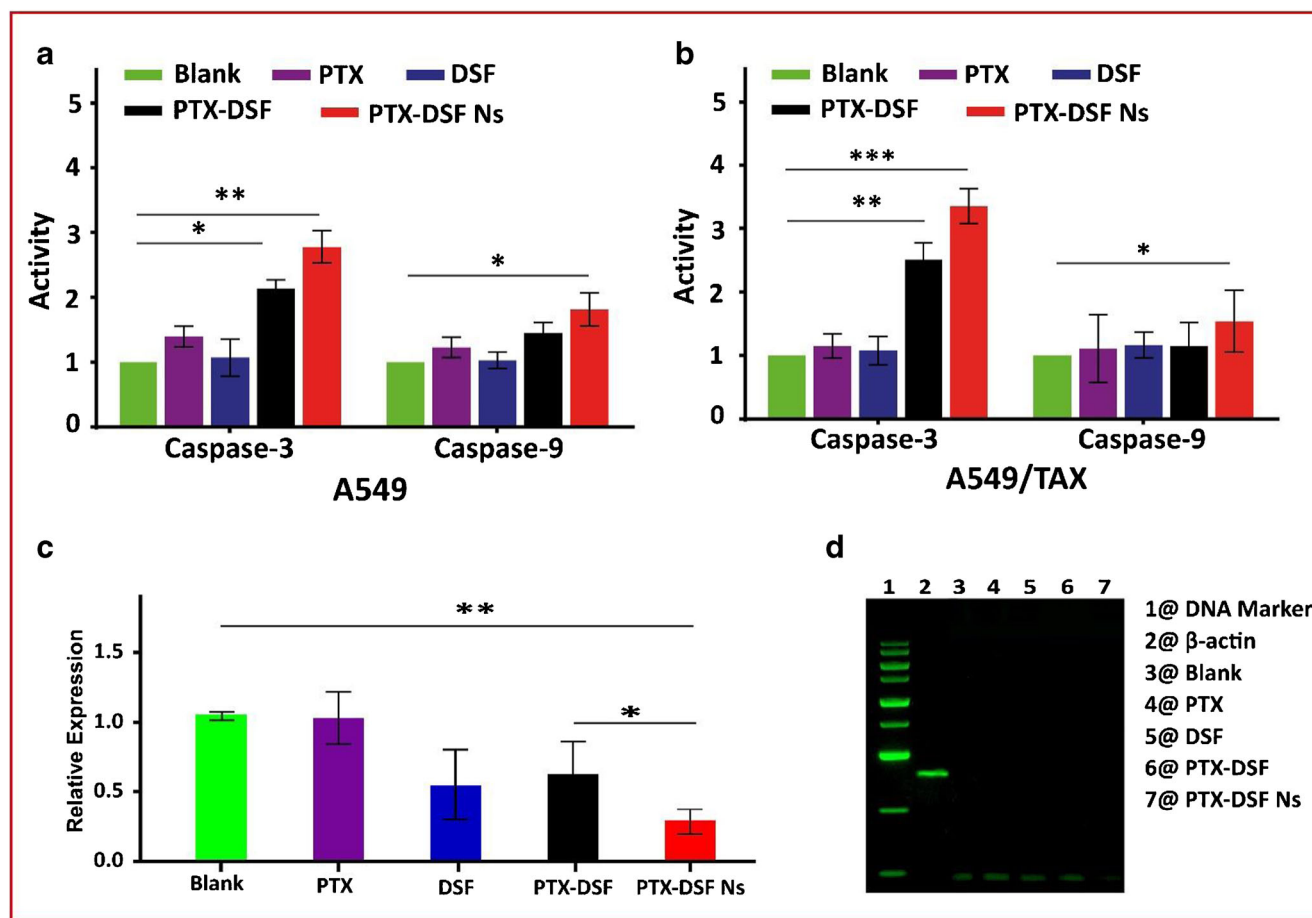 a
Blank PTX DSF
PTX-DSF PTX-DSF Ns
5
4
3
2
1
0
Activity
**
*
*
Caspase-3 Caspase-9
A549
b
Blank PTX DSF
PTX-DSF PTX-DSF Ns
5
4
3
2
1
0
Activity
***
**
*
Caspase-3 Caspase-9
A549/TAX
c
1.5
1.0
0.5
0.0
Relative Expression
**
*
Blank PTX DSF PTX-DSF PTX-DSF Ns
d
1 2 3 4 5 6 7
1@ DNA Marker
2@ β-actin
3@ Blank
4@ PTX
5@ DSF
6@ PTX-DSF
7@ PTX-DSF Ns